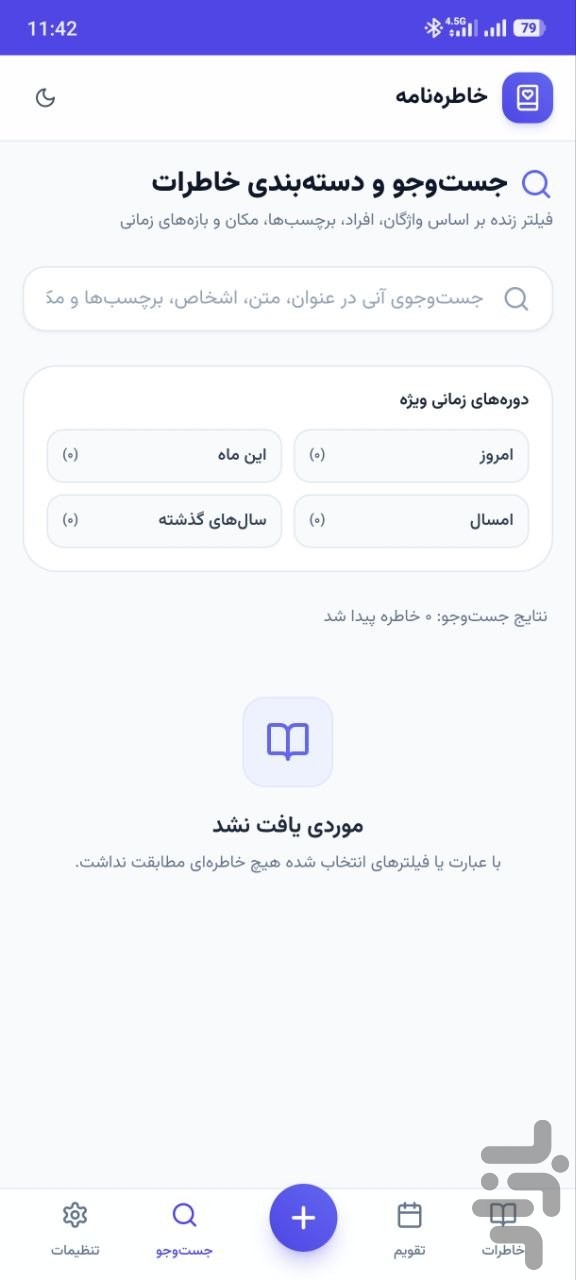 11:42
4.5G
79
خاطره‌نامه
جست‌وجو و دسته‌بندی خاطرات
فیلتر زنده بر اساس واژگان، افراد، برچسب‌ها، مکان و بازه‌های زمانی
جست‌وجوی آنی در عنوان، متن، اشخاص، برچسب‌ها و مک
دوره‌های زمانی ویژه
امروز (۰)
این ماه (۰)
امسال (۰)
سال‌های گذشته (۰)
نتایج جست‌وجو: ۰ خاطره پیدا شد
موردی یافت نشد
با عبارت یا فیلترهای انتخاب شده هیچ خاطره‌ای مطابقت نداشت.
خاطرات
تقویم
جست‌وجو
تنظیمات